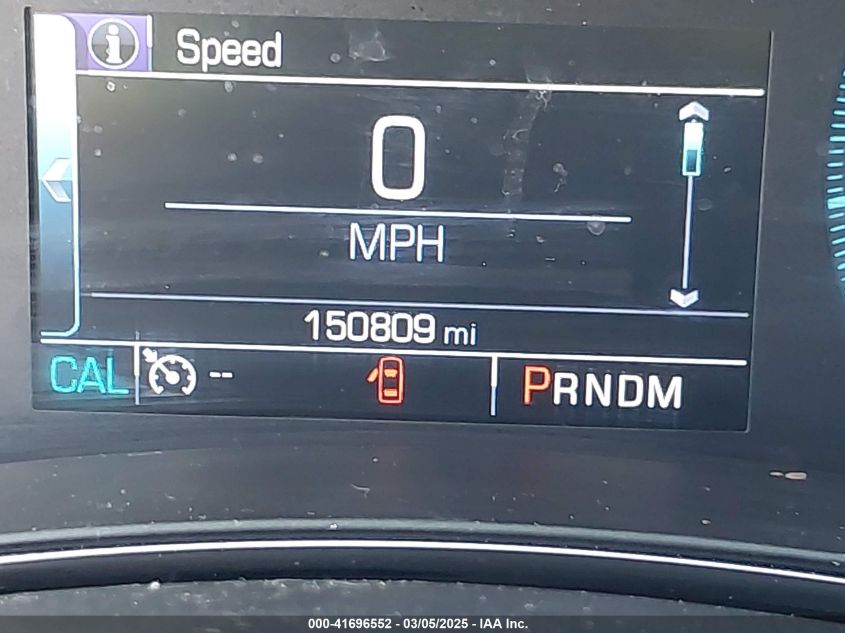 Speed
0
MPH
150809 mi
CAL -- PRNDM
000-41696552 - 03/05/2025 - IAA Inc.